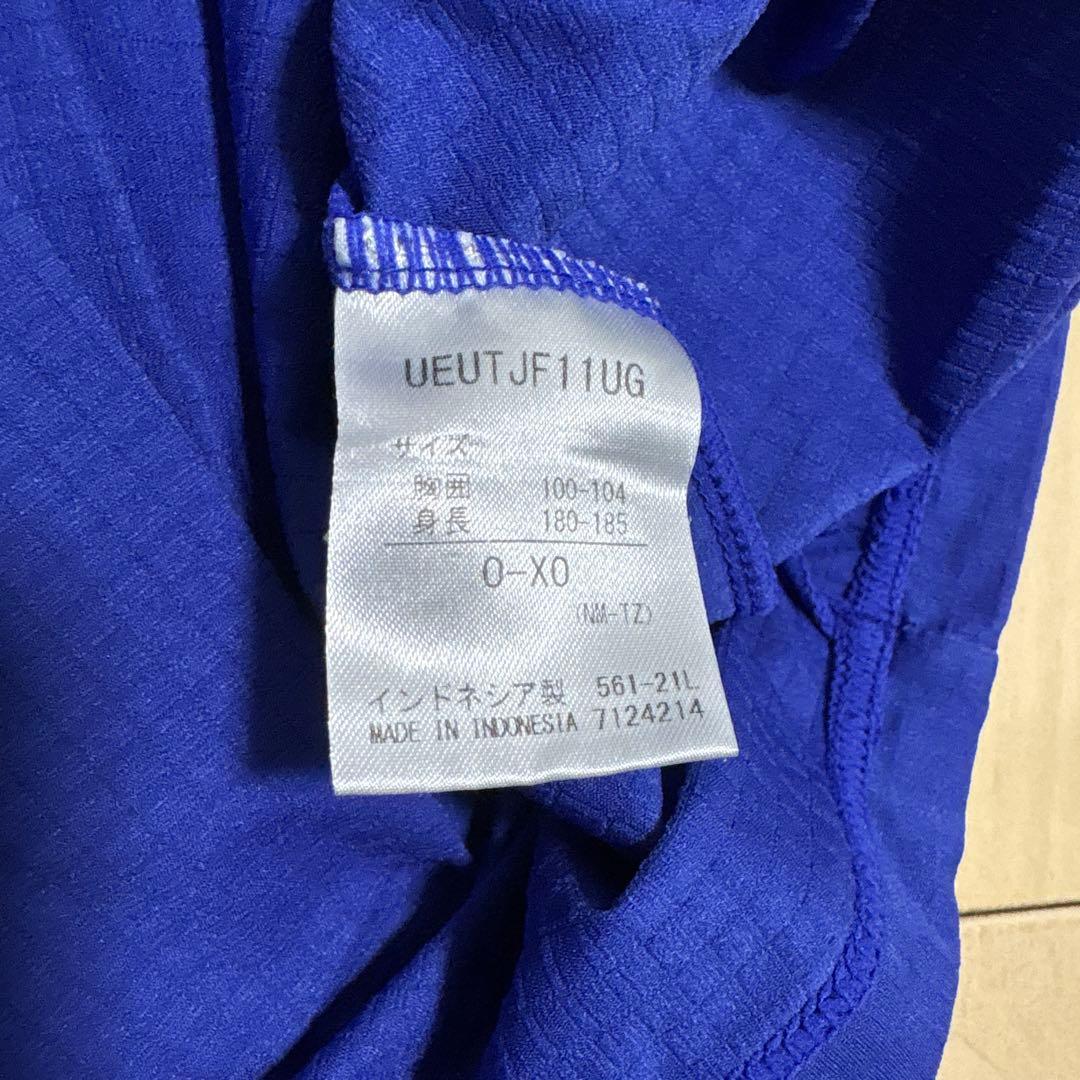 UEUTJF11UG
サイズ
胸囲 100-104
身長 180-185
O-XO
(NM-TZ)
インドネシア製 561-21L
MADE IN INDONESIA 7124214